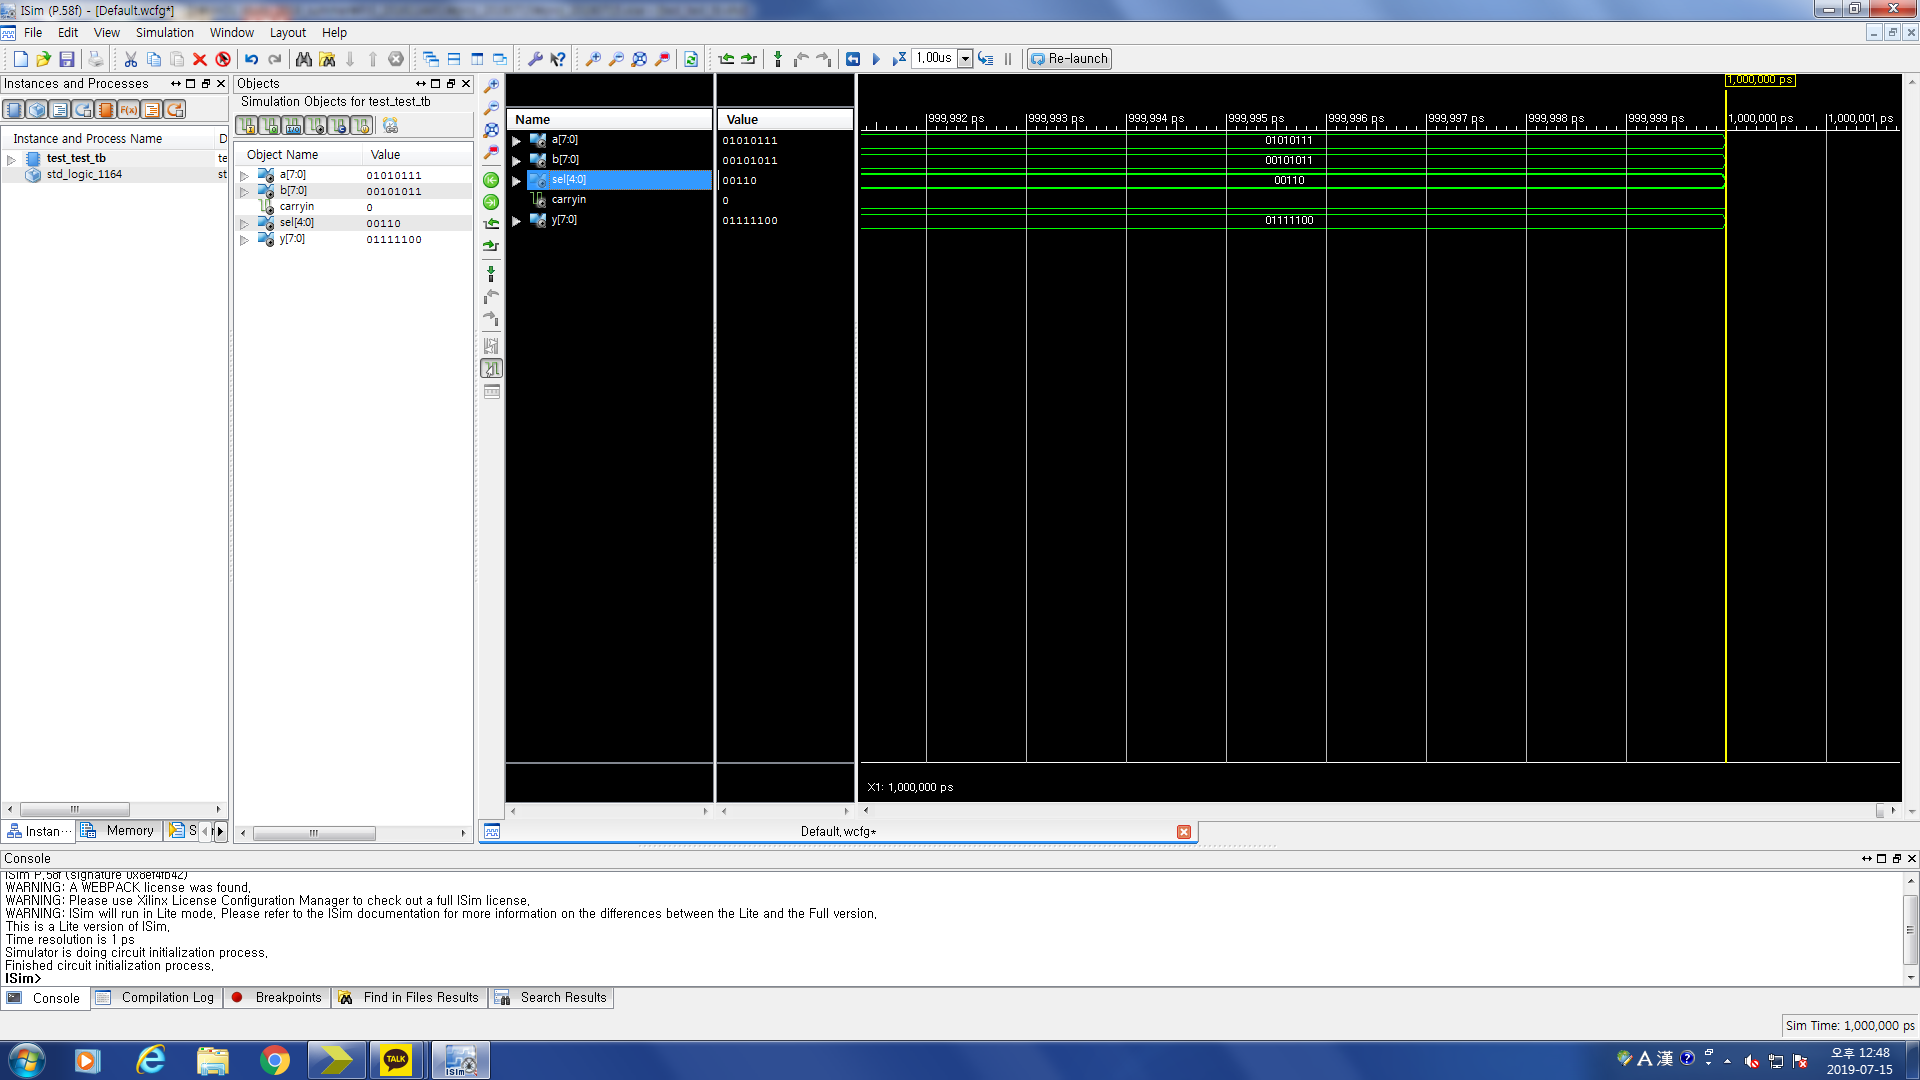 ISim (P.58f) - [Default.wcfg*]
File Edit View Simulation Window Layout Help
1.00us Re-launch
Instances and Processes
Instance and Process Name D
test_test_tb te
std_logic_1164 st
Instan··· Memory S
Objects
Simulation Objects for test_test_tb
Object Name Value
a[7:0] 01010111
b[7:0] 00101011
carryin 0
sel[4:0] 00110
y[7:0] 01111100
Name Value
a[7:0] 01010111
b[7:0] 00101011
sel[4:0] 00110
carryin 0
y[7:0] 01111100
1,000,000 ps
999,992 ps 999,993 ps 999,994 ps 999,995 ps 999,996 ps 999,997 ps 999,998 ps 999,999 ps 1,000,000 ps 1,000,001 ps
01010111
00101011
00110
01111100
X1: 1,000,000 ps
Default.wcfg*
Console
ISim P.58f (signature 0x8ef4fb42)
WARNING: A WEBPACK license was found.
WARNING: Please use Xilinx License Configuration Manager to check out a full ISim license.
WARNING: ISim will run in Lite mode. Please refer to the ISim documentation for more information on the differences between the Lite and the Full version.
This is a Lite version of ISim.
Time resolution is 1 ps
Simulator is doing circuit initialization process.
Finished circuit initialization process.
ISim>
Console Compilation Log Breakpoints Find in Files Results Search Results
Sim Time: 1,000,000 ps
TALK
ISim
A 漢
오후 12:48
2019-07-15